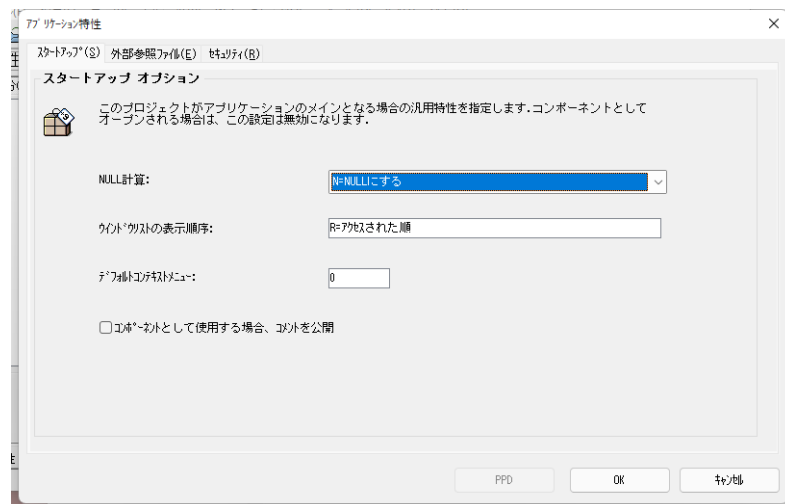 アプリケーション特性
スタートアップ(S) 外部参照ファイル(E) セキュリティ(R)
スタートアップ オプション
このプロジェクトがアプリケーションのメインとなる場合の汎用特性を指定します.コンポーネントとして
オープンされる場合は、この設定は無効になります.
NULL計算: N=NULLにする
ウインドウリストの表示順序: R=アクセスされた順
デフォルトコンテキストメニュー: 0
コンポーネントとして使用する場合、コメントを公開
PPD OK キャンセル